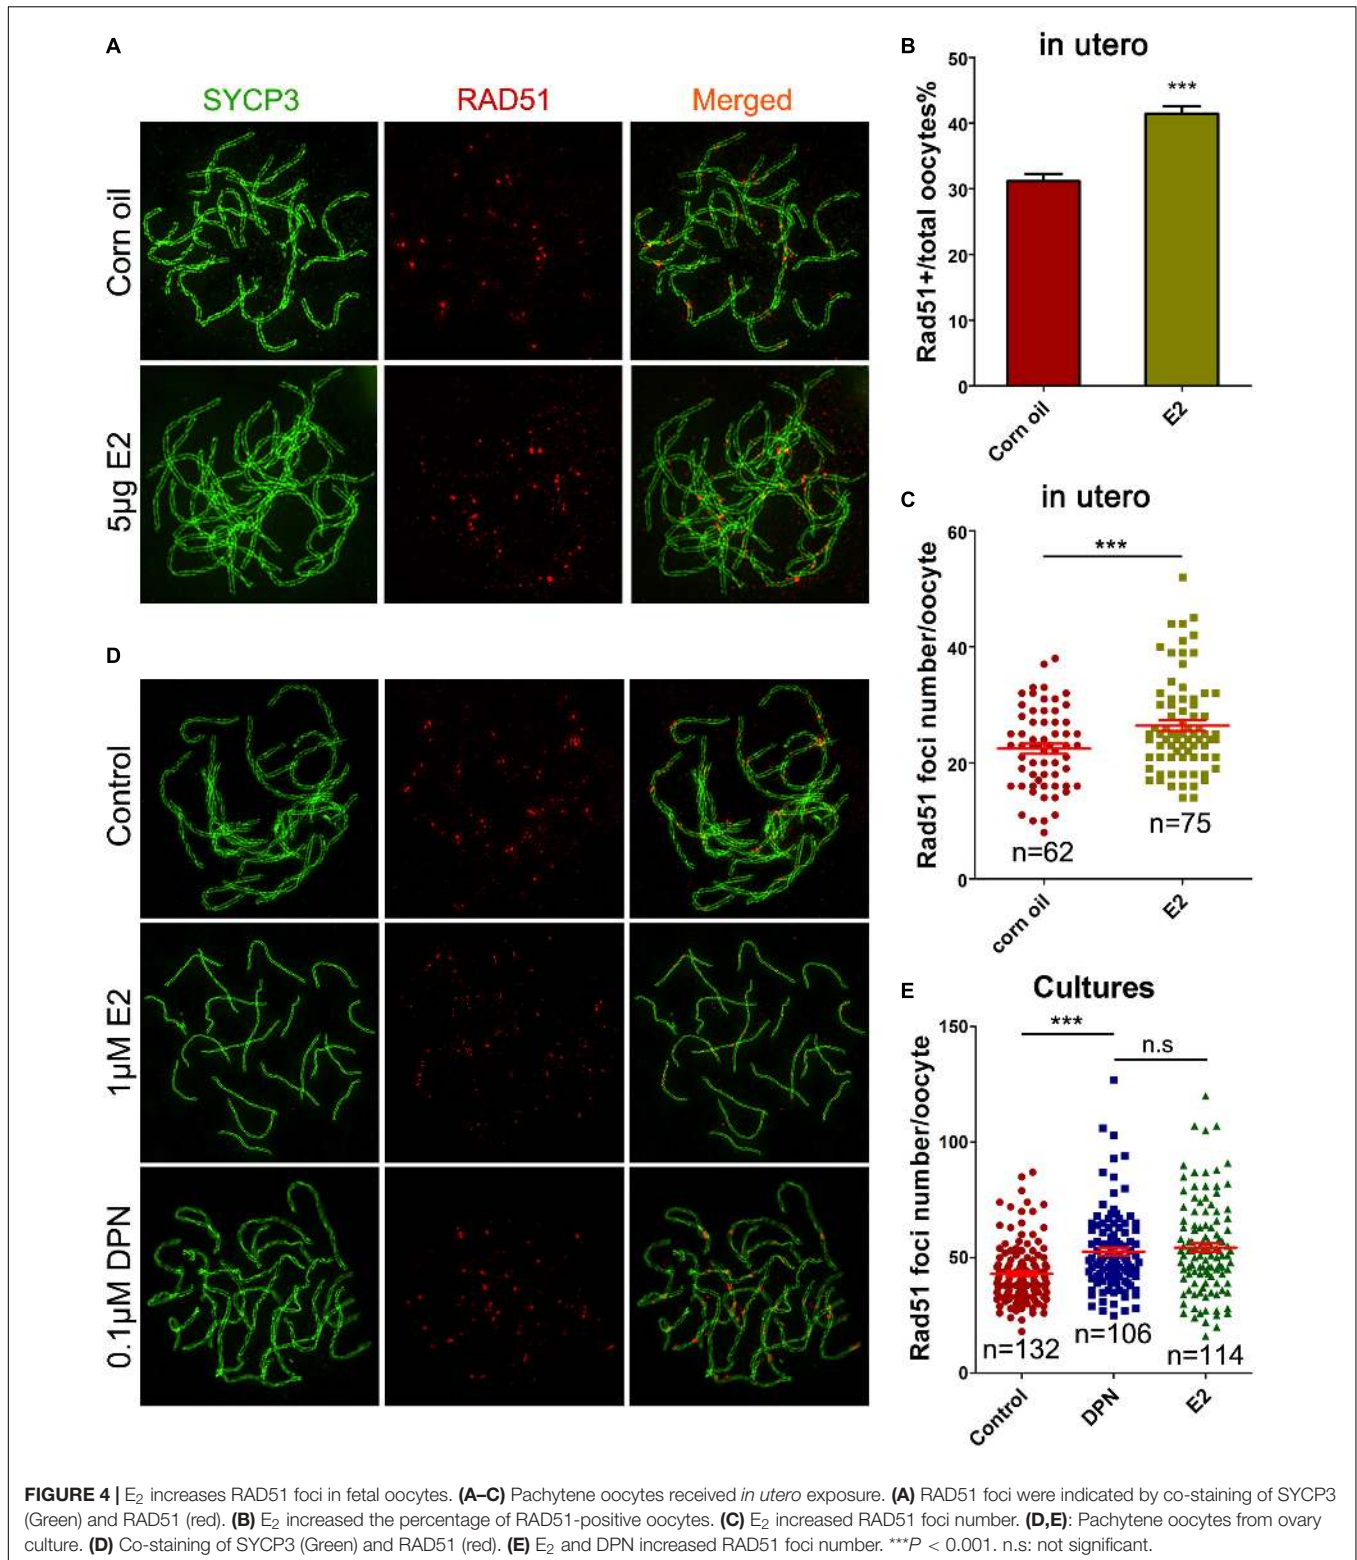 A
SYCP3 RAD51 Merged
Corn oil
5µg E2
B
in utero
Rad51+/total oocytes%
50
40
30
20
10
0
***
Corn oil E2
C
in utero
Rad51 foci number/oocyte
60
40
20
0
***
n=62 n=75
corn oil E2
D
Control
1µM E2
0.1µM DPN
E
Cultures
Rad51 foci number/oocyte
150
100
50
0
***
n.s
n=132 n=106 n=114
Control DPN E2
FIGURE 4 | E₂ increases RAD51 foci in fetal oocytes. (A–C) Pachytene oocytes received in utero exposure. (A) RAD51 foci were indicated by co-staining of SYCP3
(Green) and RAD51 (red). (B) E₂ increased the percentage of RAD51-positive oocytes. (C) E₂ increased RAD51 foci number. (D,E): Pachytene oocytes from ovary
culture. (D) Co-staining of SYCP3 (Green) and RAD51 (red). (E) E₂ and DPN increased RAD51 foci number. ***P < 0.001. n.s: not significant.